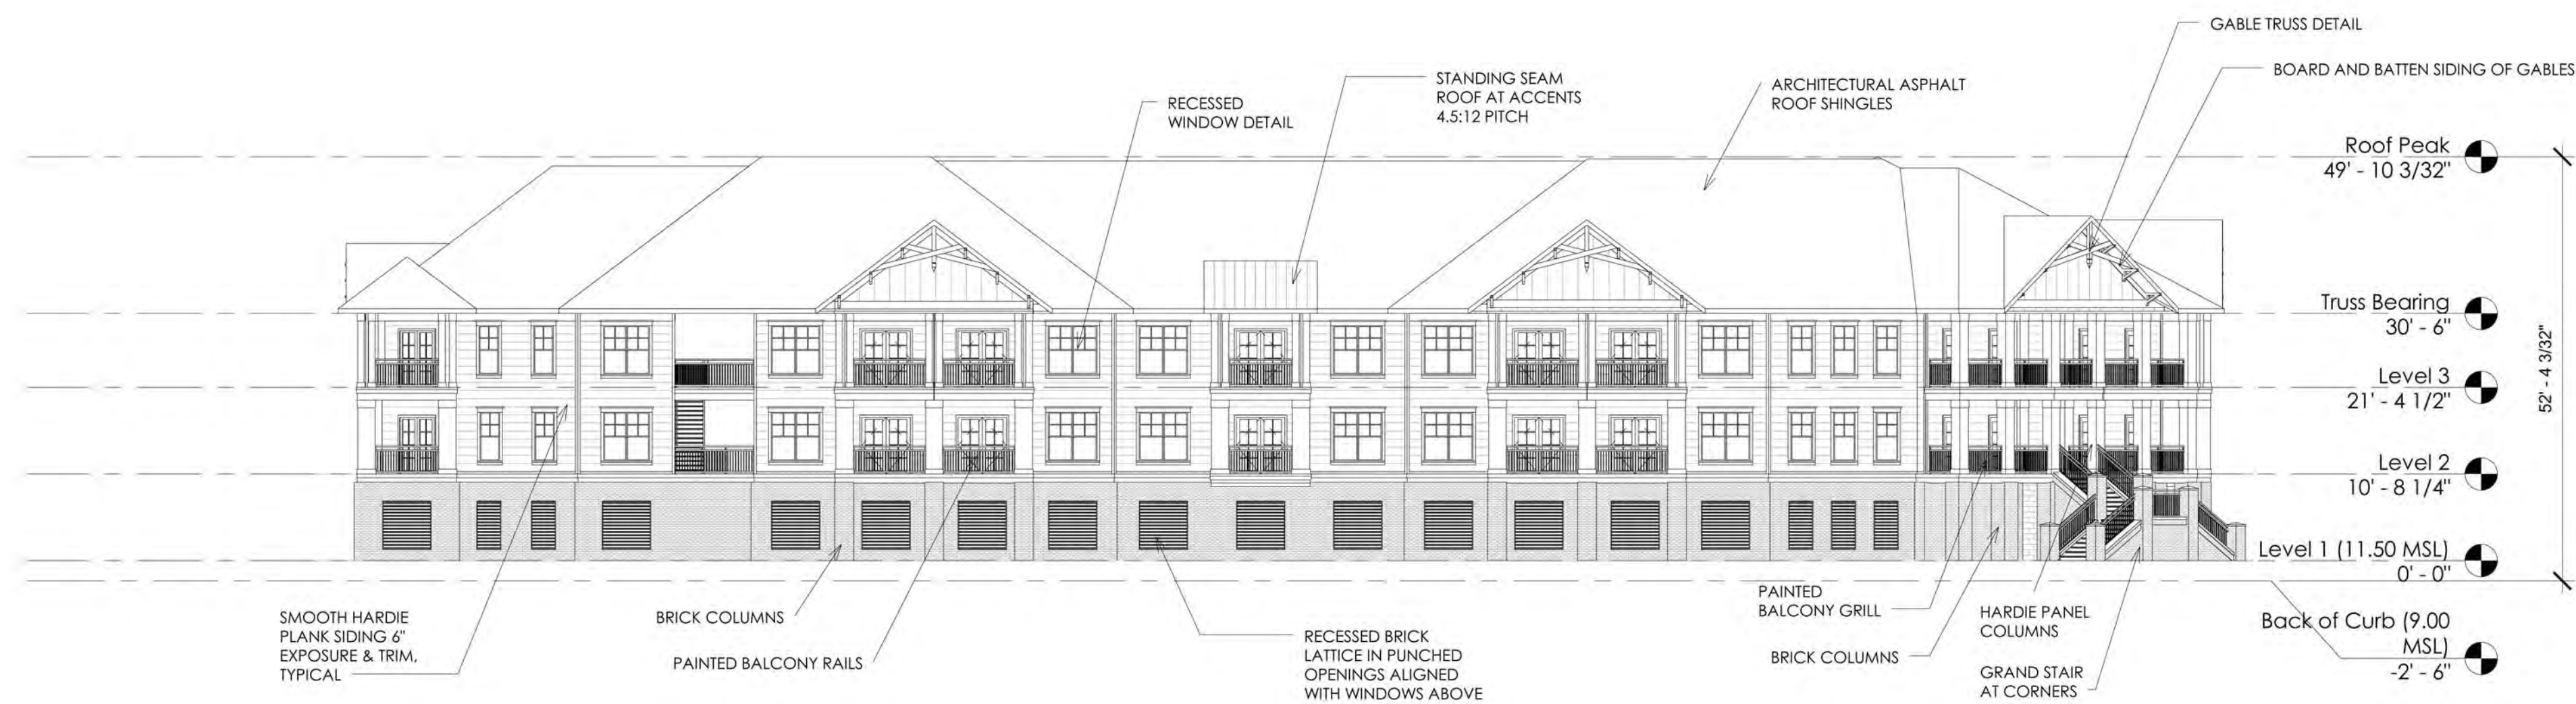 GABLE TRUSS DETAIL
BOARD AND BATTEN SIDING OF GABLES
STANDING SEAM
ROOF AT ACCENTS
4.5:12 PITCH
ARCHITECTURAL ASPHALT
ROOF SHINGLES
RECESSED
WINDOW DETAIL
Roof Peak
49' - 10 3/32"
Truss Bearing
30' - 6"
Level 3
21' - 4 1/2"
52' - 4 3/32"
Level 2
10' - 8 1/4"
Level 1 (11.50 MSL)
0' - 0"
Back of Curb (9.00
MSL)
-2' - 6"
SMOOTH HARDIE
PLANK SIDING 6"
EXPOSURE & TRIM,
TYPICAL
BRICK COLUMNS
PAINTED BALCONY RAILS
RECESSED BRICK
LATTICE IN PUNCHED
OPENINGS ALIGNED
WITH WINDOWS ABOVE
PAINTED
BALCONY GRILL
BRICK COLUMNS
HARDIE PANEL
COLUMNS
GRAND STAIR
AT CORNERS